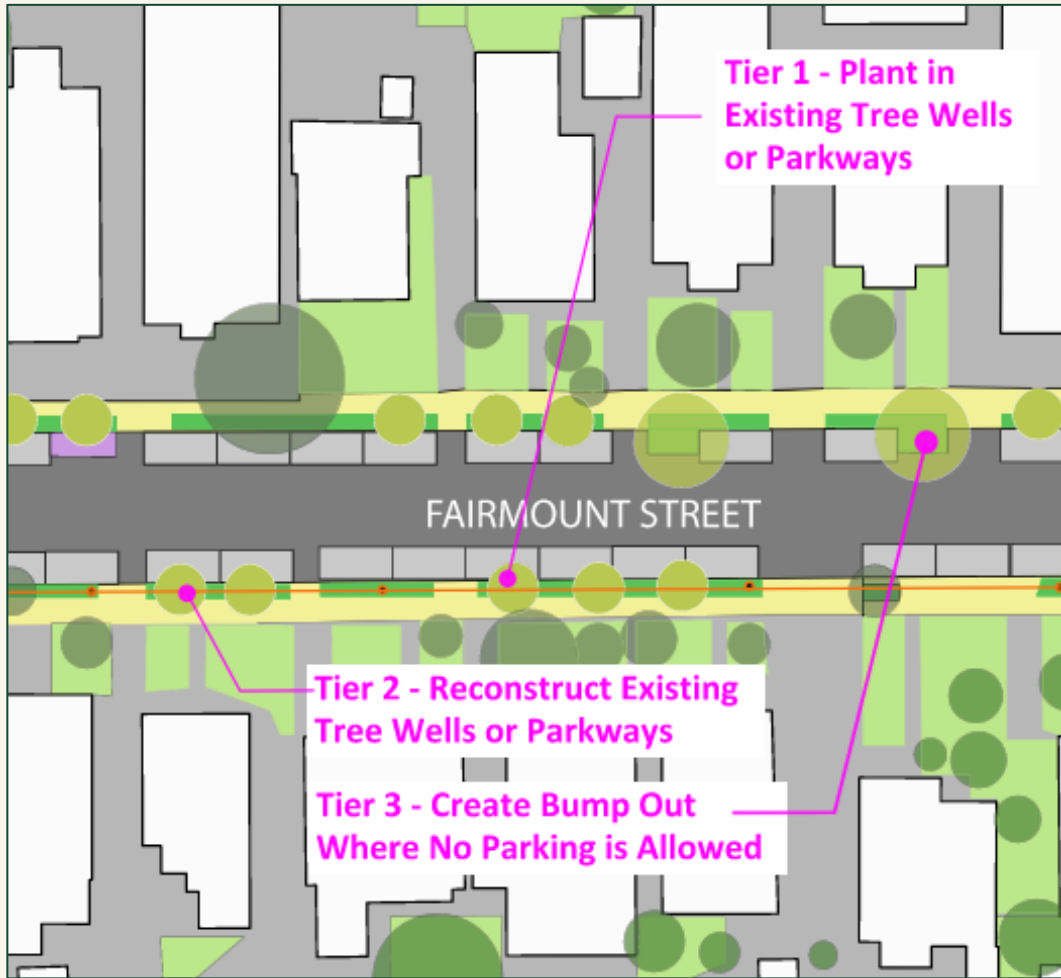 Tier 1 - Plant in
Existing Tree Wells
or Parkways
FAIRMOUNT STREET
Tier 2 - Reconstruct Existing
Tree Wells or Parkways
Tier 3 - Create Bump Out
Where No Parking is Allowed